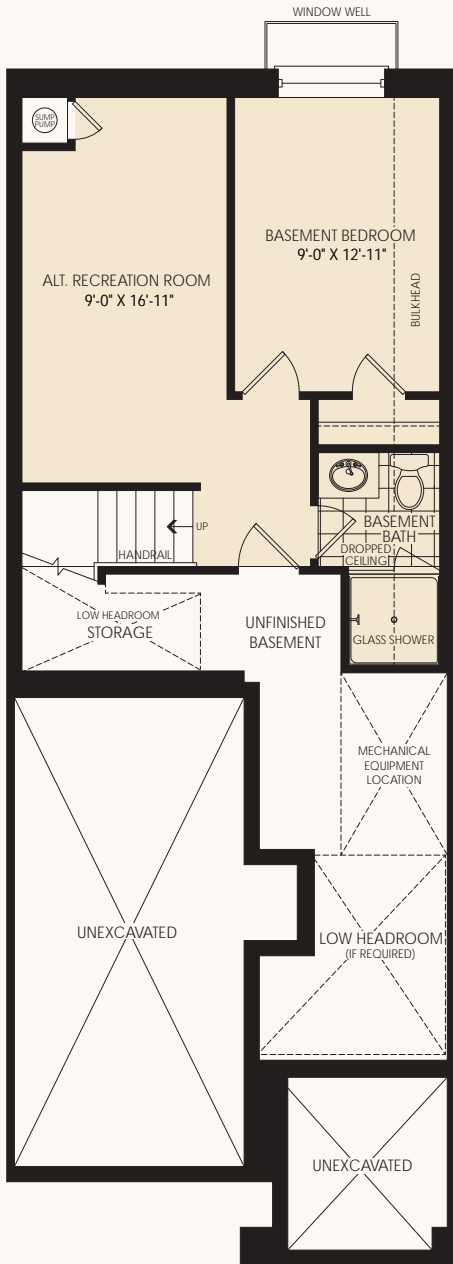 WINDOW WELL
SUMP
PUMP
BASEMENT BEDROOM
9'-0" X 12'-11"
ALT. RECREATION ROOM
9'-0" X 16'-11"
BULKHEAD
UP
HANDRAIL
BASEMENT
BATH
DROPPED
CEILING
LOW HEADROOM
STORAGE
UNFINISHED
BASEMENT
GLASS SHOWER
MECHANICAL
EQUIPMENT
LOCATION
UNEXCAVATED
LOW HEADROOM
(IF REQUIRED)
UNEXCAVATED